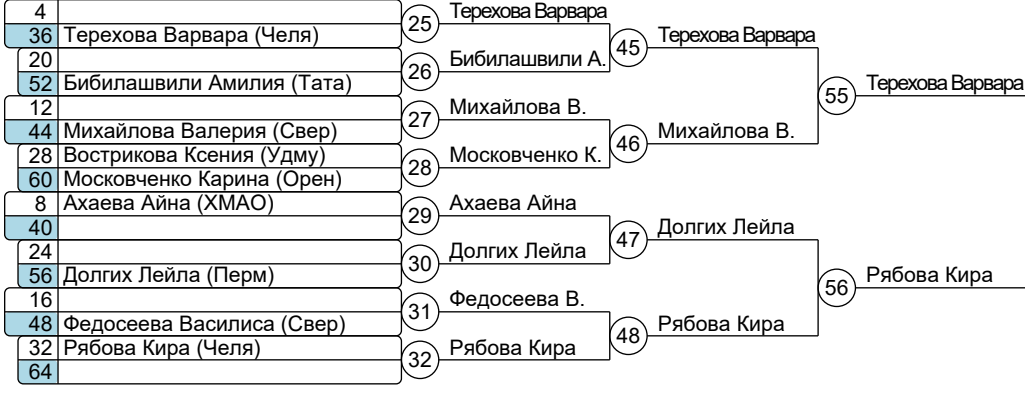 4
25
Терехова Варвара
36 Терехова Варвара (Челя)
45
Терехова Варвара
20
26
Бибилашвили А.
52 Бибилашвили Амилия (Тата)
55
Терехова Варвара
12
27
Михайлова В.
44 Михайлова Валерия (Свер)
46
Михайлова В.
28 Вострикова Ксения (Удму)
28
Московченко К.
60 Московченко Карина (Орен)
8 Ахаева Айна (ХМАО)
29
Ахаева Айна
40
47
Долгих Лейла
24
30
Долгих Лейла
56 Долгих Лейла (Перм)
56
Рябова Кира
16
31
Федосеева В.
48 Федосеева Василиса (Свер)
48
Рябова Кира
32 Рябова Кира (Челя)
32
Рябова Кира
64